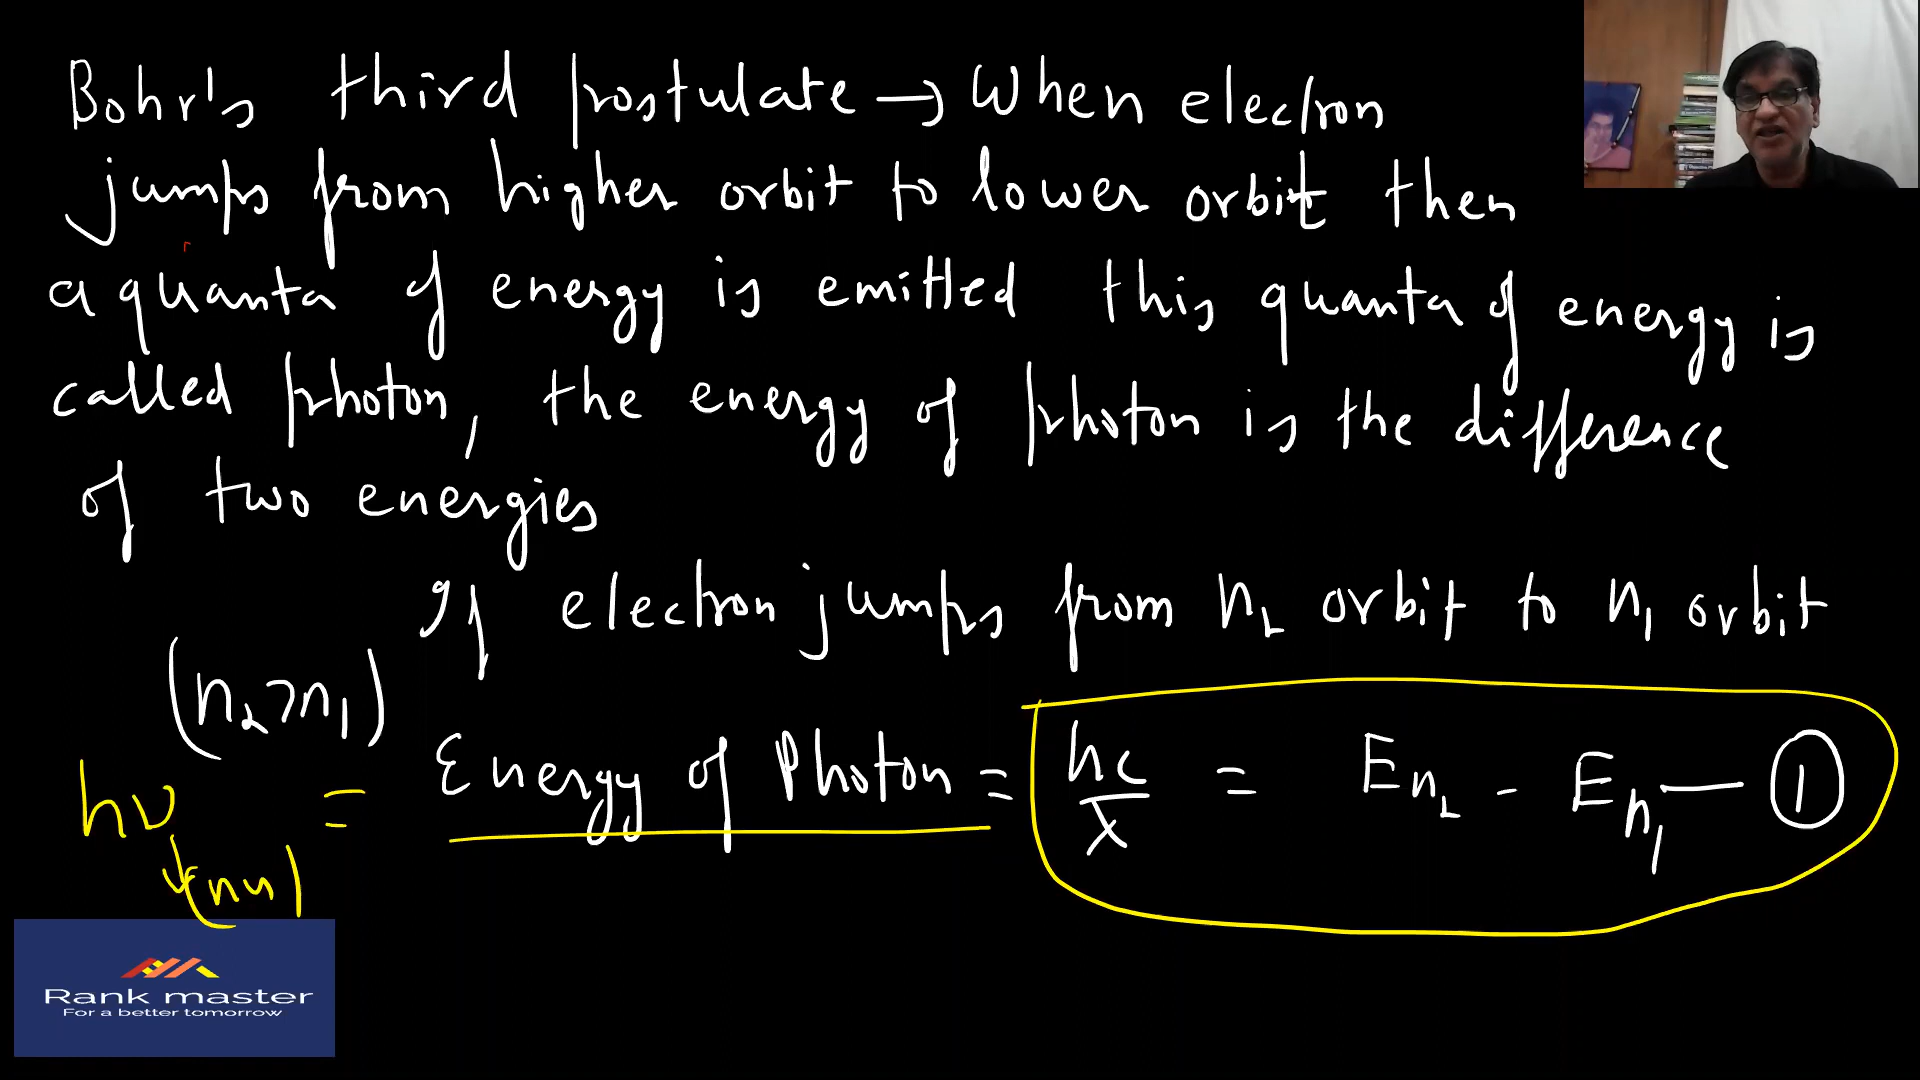 Bohr's third postulate → When electron
jumps from higher orbit to lower orbit then
a quanta of energy is emitted this quanta of energy is
called photon, the energy of photon is the difference
of two energies
If electron jumps from n₂ orbit to n₁ orbit
(n₂>n₁)
hν = Energy of Photon = hc/λ = En₂ - En₁ — ①
(nu)
Rank master
For a better tomorrow